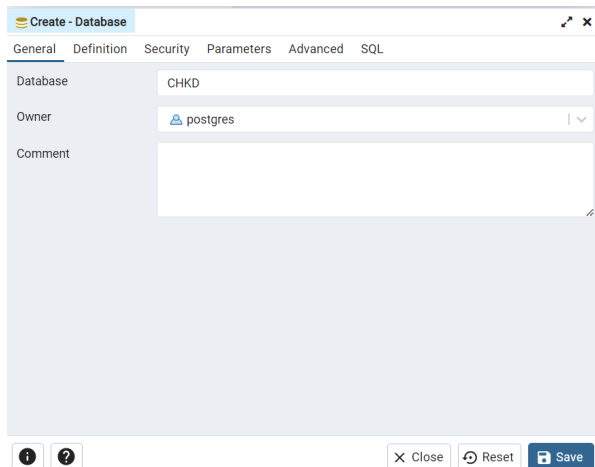 Create - Database
General Definition Security Parameters Advanced SQL
Database CHKD
Owner postgres
Comment
Close Reset Save